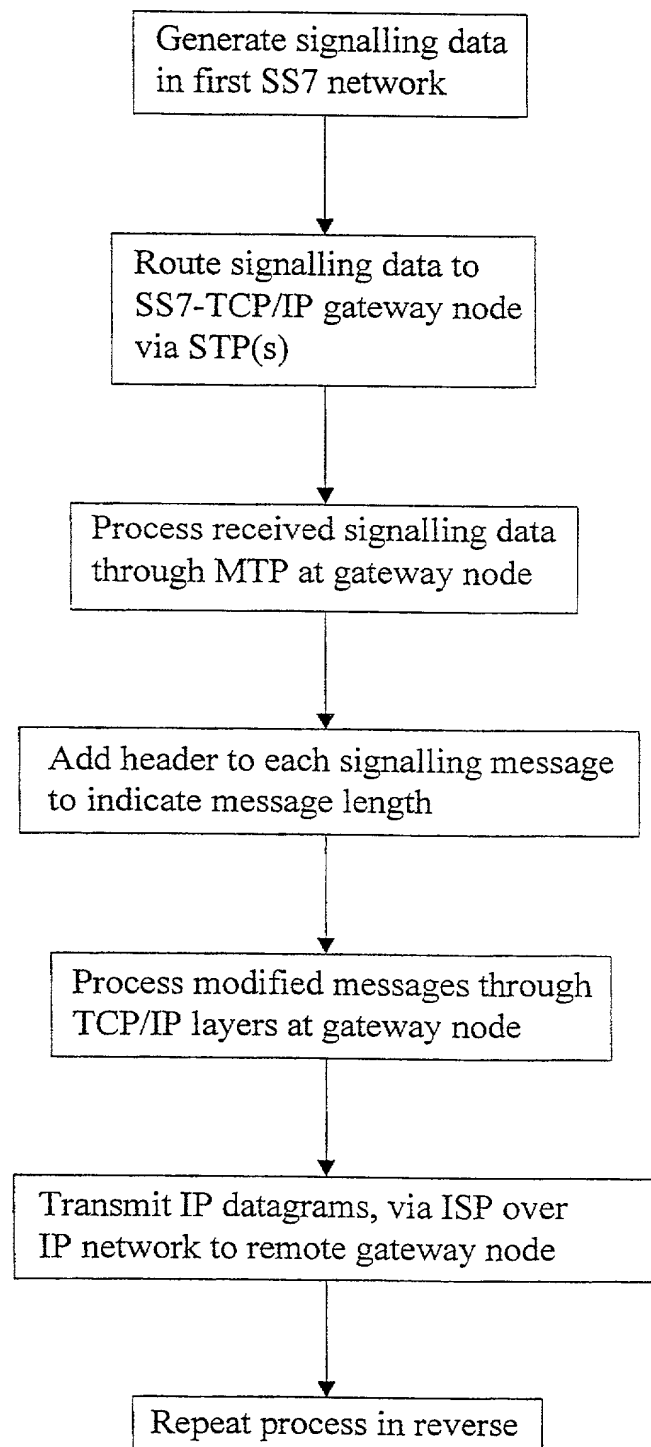 Generate signalling data
in first SS7 network
Route signalling data to
SS7-TCP/IP gateway node
via STP(s)
Process received signalling data
through MTP at gateway node
Add header to each signalling message
to indicate message length
Process modified messages through
TCP/IP layers at gateway node
Transmit IP datagrams, via ISP over
IP network to remote gateway node
Repeat process in reverse